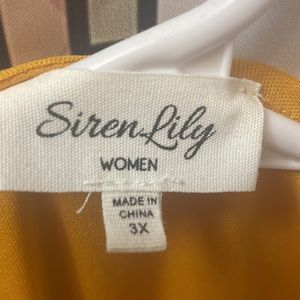 Siren Lily
WOMEN
MADE IN
CHINA
3X